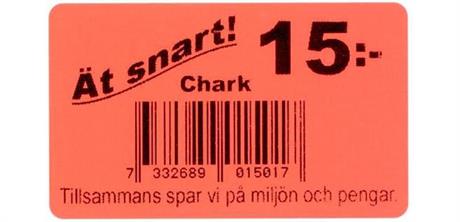 Ät snart! 15:-
Chark
7 332689 015017
Tillsammans spar vi på miljön och pengar.